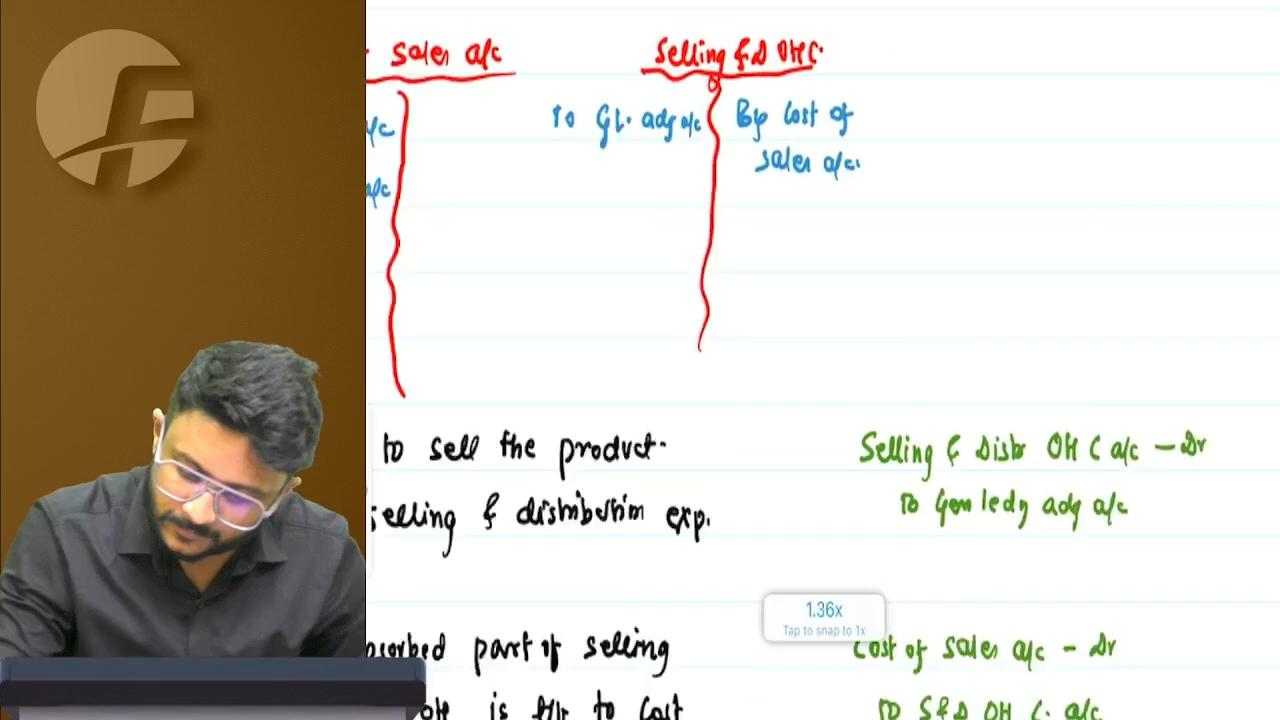 sales a/c
Selling & D OH C.
a/c
To GL. adj a/c
By Cost of
sales a/c.
a/c
to sell the product.
Selling & Distr OH C a/c - Dr
selling & distribution exp.
To Gen ledg adj a/c
1.36x
Tap to snap to 1x
part of selling
Cost of sales a/c - Dr
is t/fr to Cost
To S&D OH C. a/c